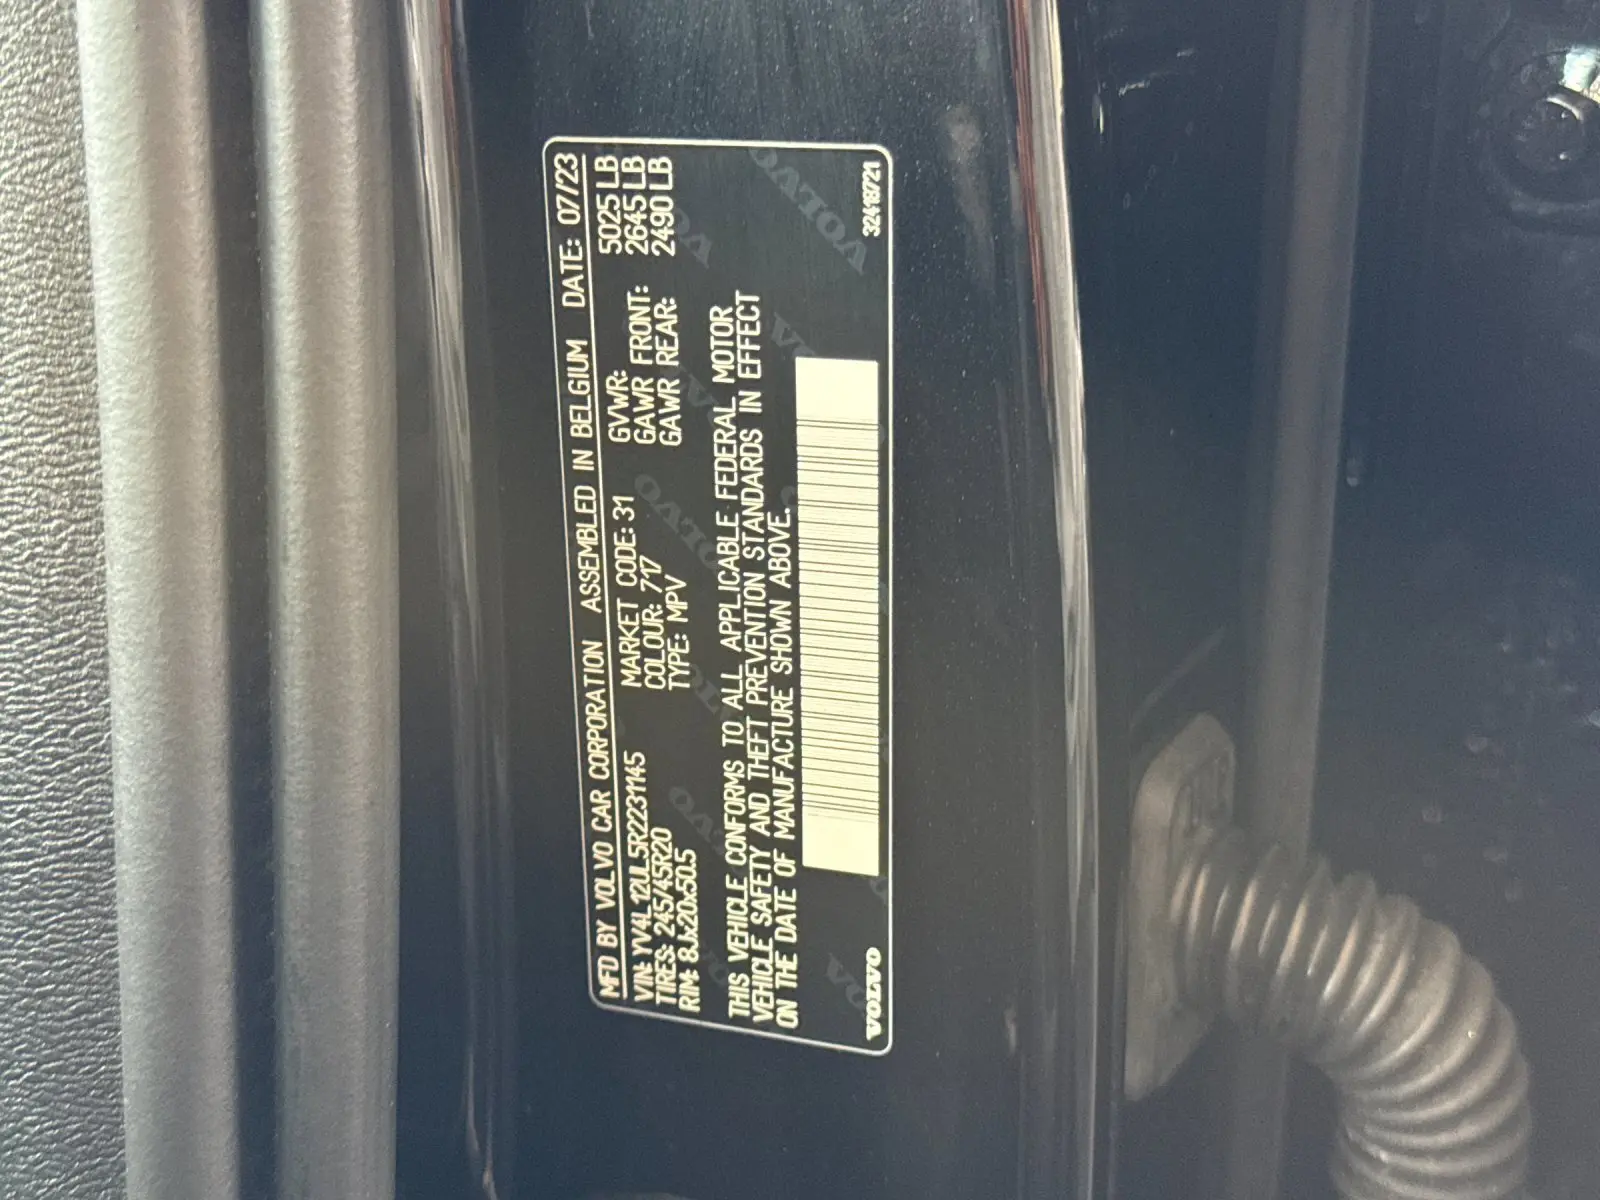 MFD BY VOLVO CAR CORPORATION ASSEMBLED IN BELGIUM DATE: 07/23
VIN: YV4L12UL5R2231145 MARKET CODE: 31 GVWR: 5025 LB
TIRES: 245/45R20 COLOUR: 717 GAWR FRONT: 2645 LB
RIM: 8Jx20x50.5 TYPE: MPV GAWR REAR: 2490 LB
THIS VEHICLE CONFORMS TO ALL APPLICABLE FEDERAL MOTOR
VEHICLE SAFETY AND THEFT PREVENTION STANDARDS IN EFFECT
ON THE DATE OF MANUFACTURE SHOWN ABOVE.
VOLVO 32418721